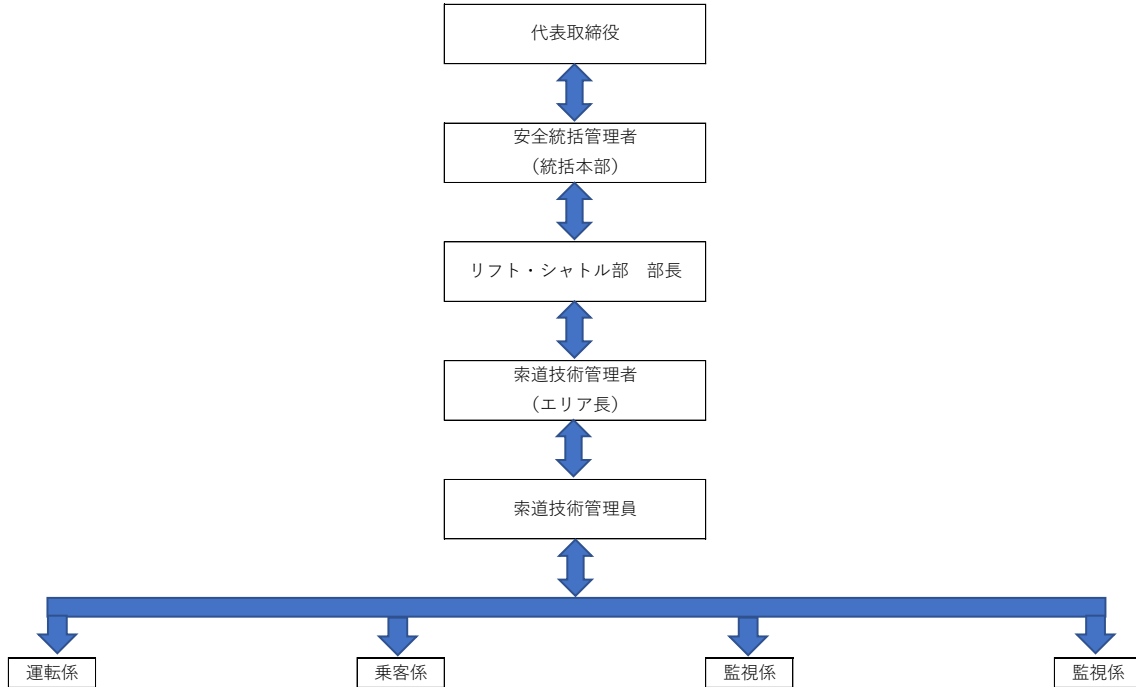 代表取締役
安全統括管理者
（統括本部）
リフト・シャトル部　部長
索道技術管理者
（エリア長）
索道技術管理員
運転係
乗客係
監視係
監視係